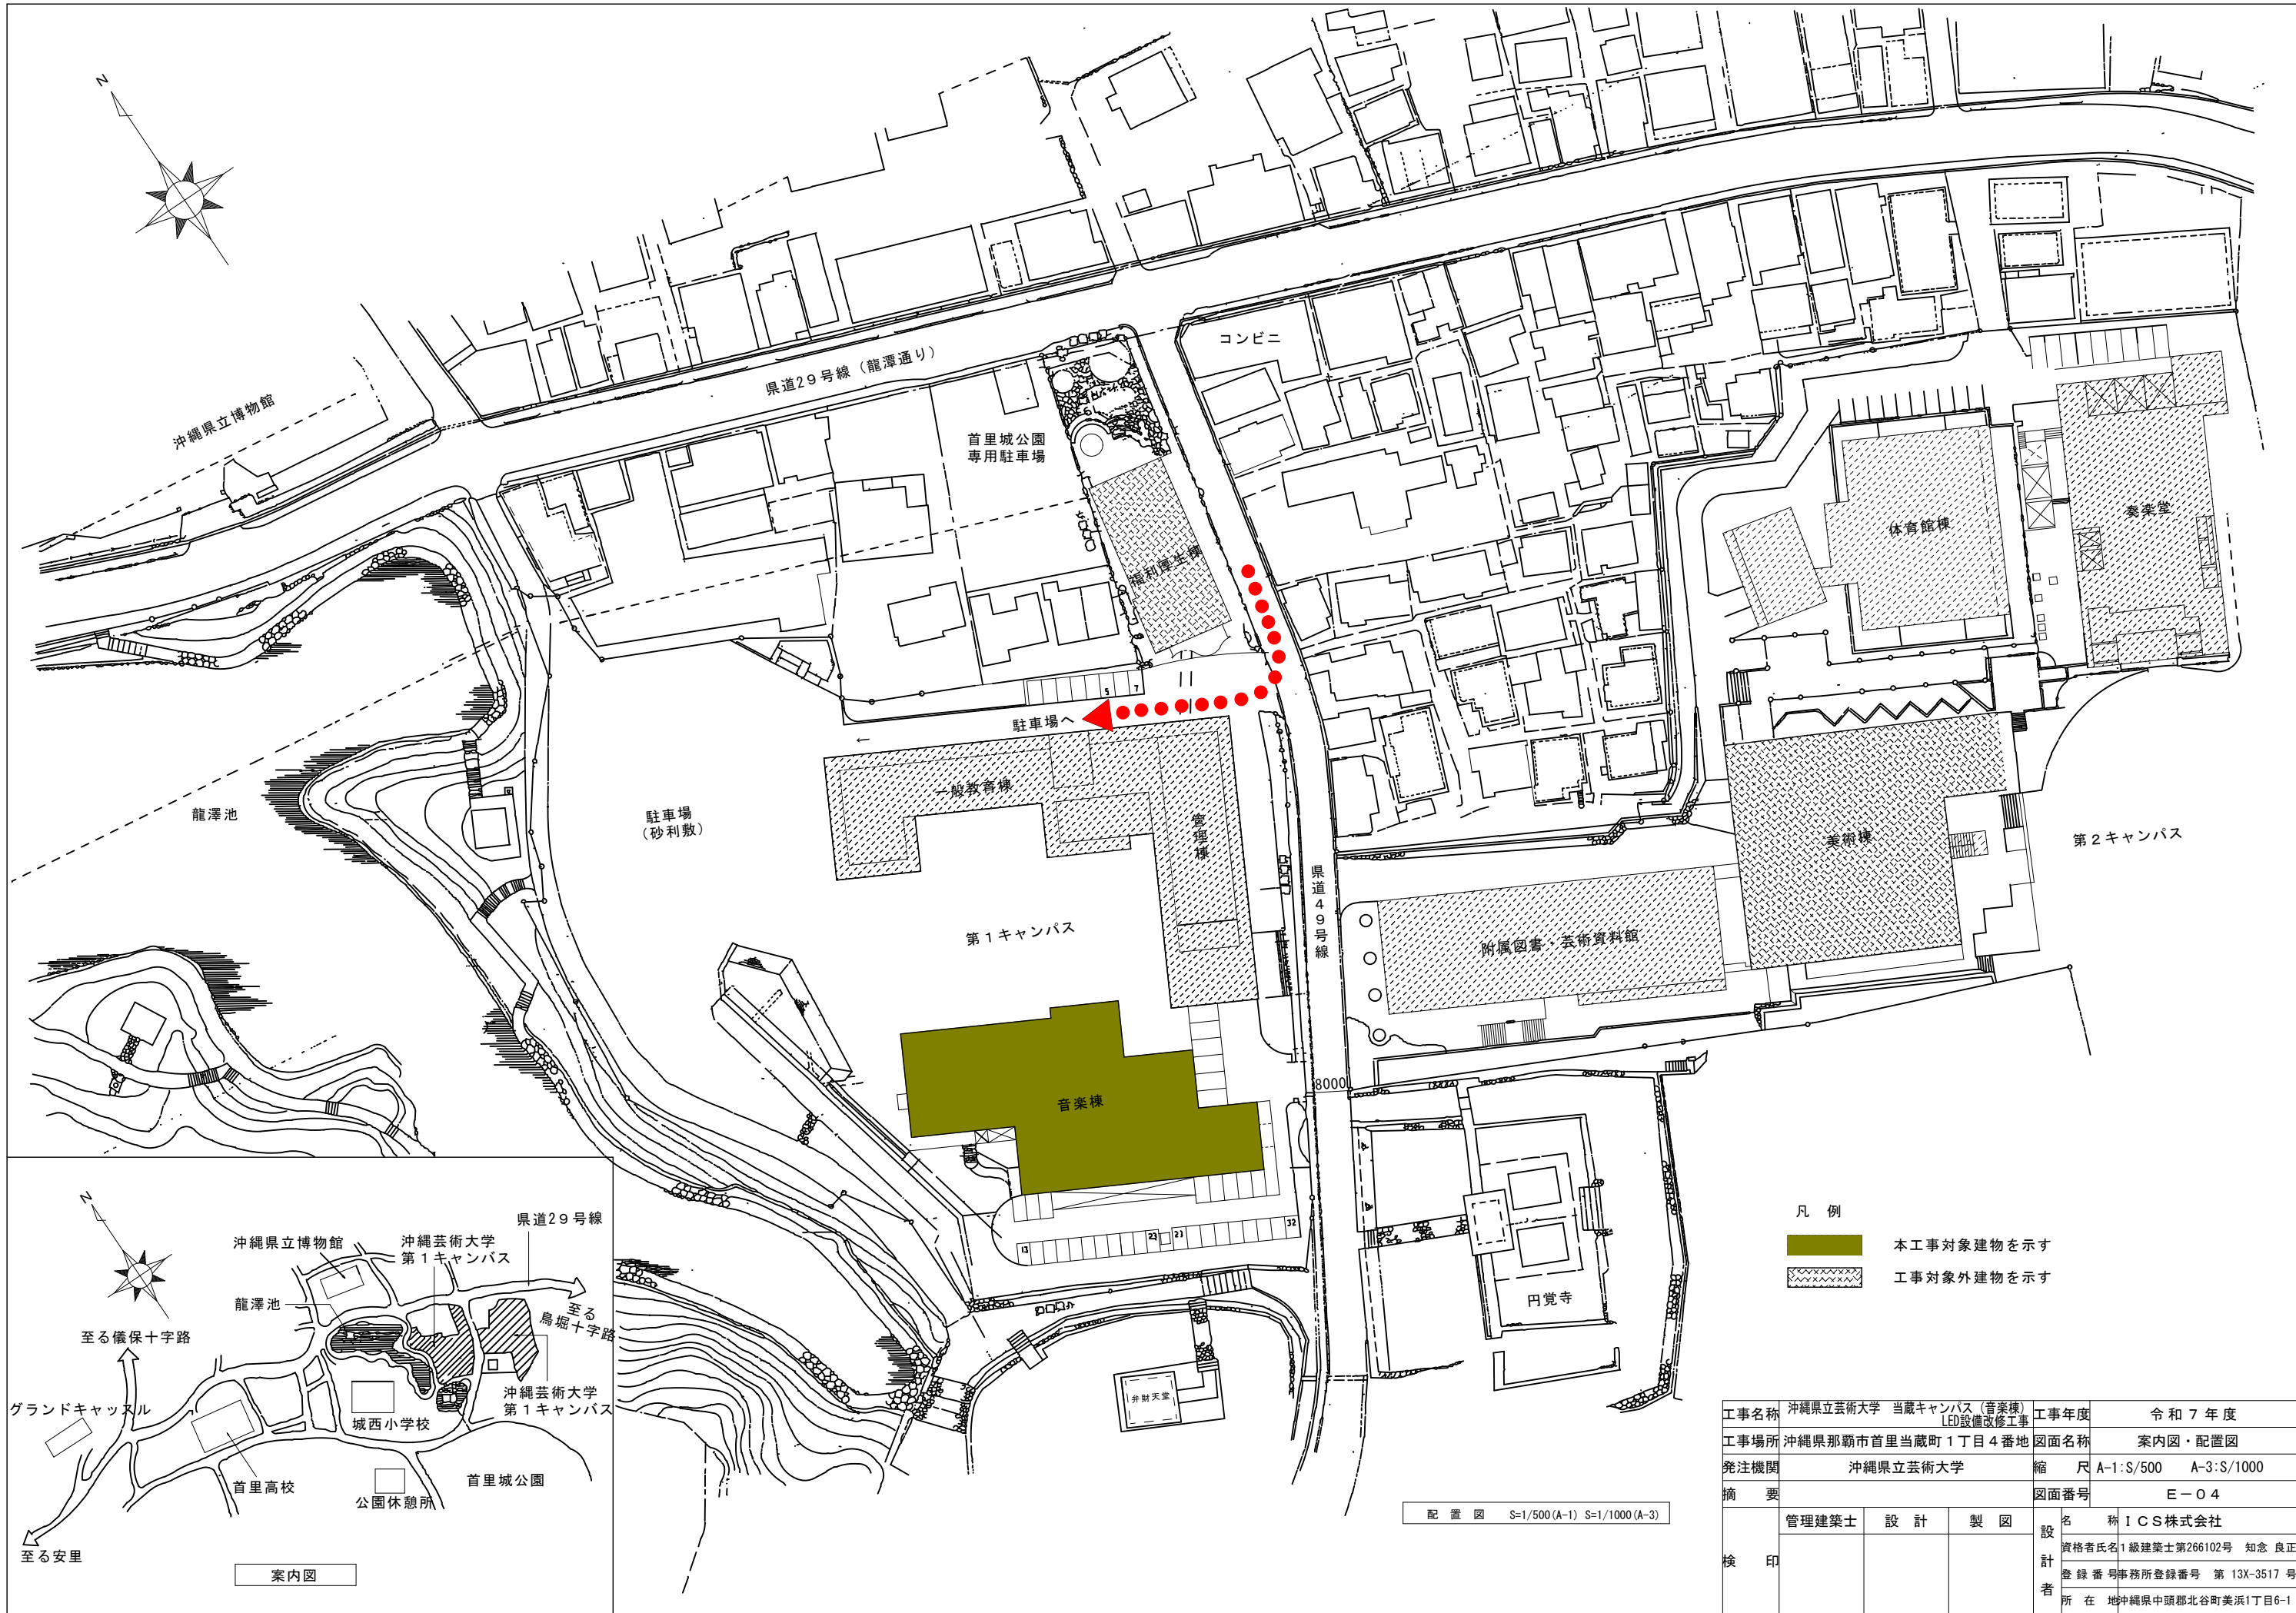 N
沖縄県立博物館
県道29号線（龍潭通り）
コンビニ
首里城公園
専用駐車場
福利厚生棟
体育館棟
奏楽堂
5
7
駐車場へ
←
一般教育棟
管理棟
龍澤池
駐車場
（砂利敷）
第1キャンパス
県道49号線
美術棟
第2キャンパス
附属図書・芸術資料館
音楽棟
8000
13
23
21
32
円覚寺
弁財天堂
凡 例
本工事対象建物を示す
工事対象外建物を示す
N
県道29号線
沖縄県立博物館
沖縄芸術大学
第1キャンパス
龍澤池
至る
鳥堀十字路
至る儀保十字路
沖縄芸術大学
第1キャンパス
グランドキャッスル
城西小学校
首里高校
公園休憩所
首里城公園
至る安里
案内図
配 置 図 S=1/500(A-1) S=1/1000(A-3)
工事名称 沖縄県立芸術大学 当蔵キャンパス（音楽棟）
LED設備改修工事
工事年度 令和7年度
工事場所 沖縄県那覇市首里当蔵町1丁目4番地 図面名称 案内図・配置図
発注機関 沖縄県立芸術大学 縮 尺 A-1:S/500 A-3:S/1000
摘 要 図面番号 E－04
検 印 管理建築士 設 計 製 図
設計者 名 称 ICS株式会社
資格者氏名 1級建築士第266102号 知念 良正
登録番号 事務所登録番号 第 13X-3517 号
所 在 地 沖縄県中頭郡北谷町美浜1丁目6-1